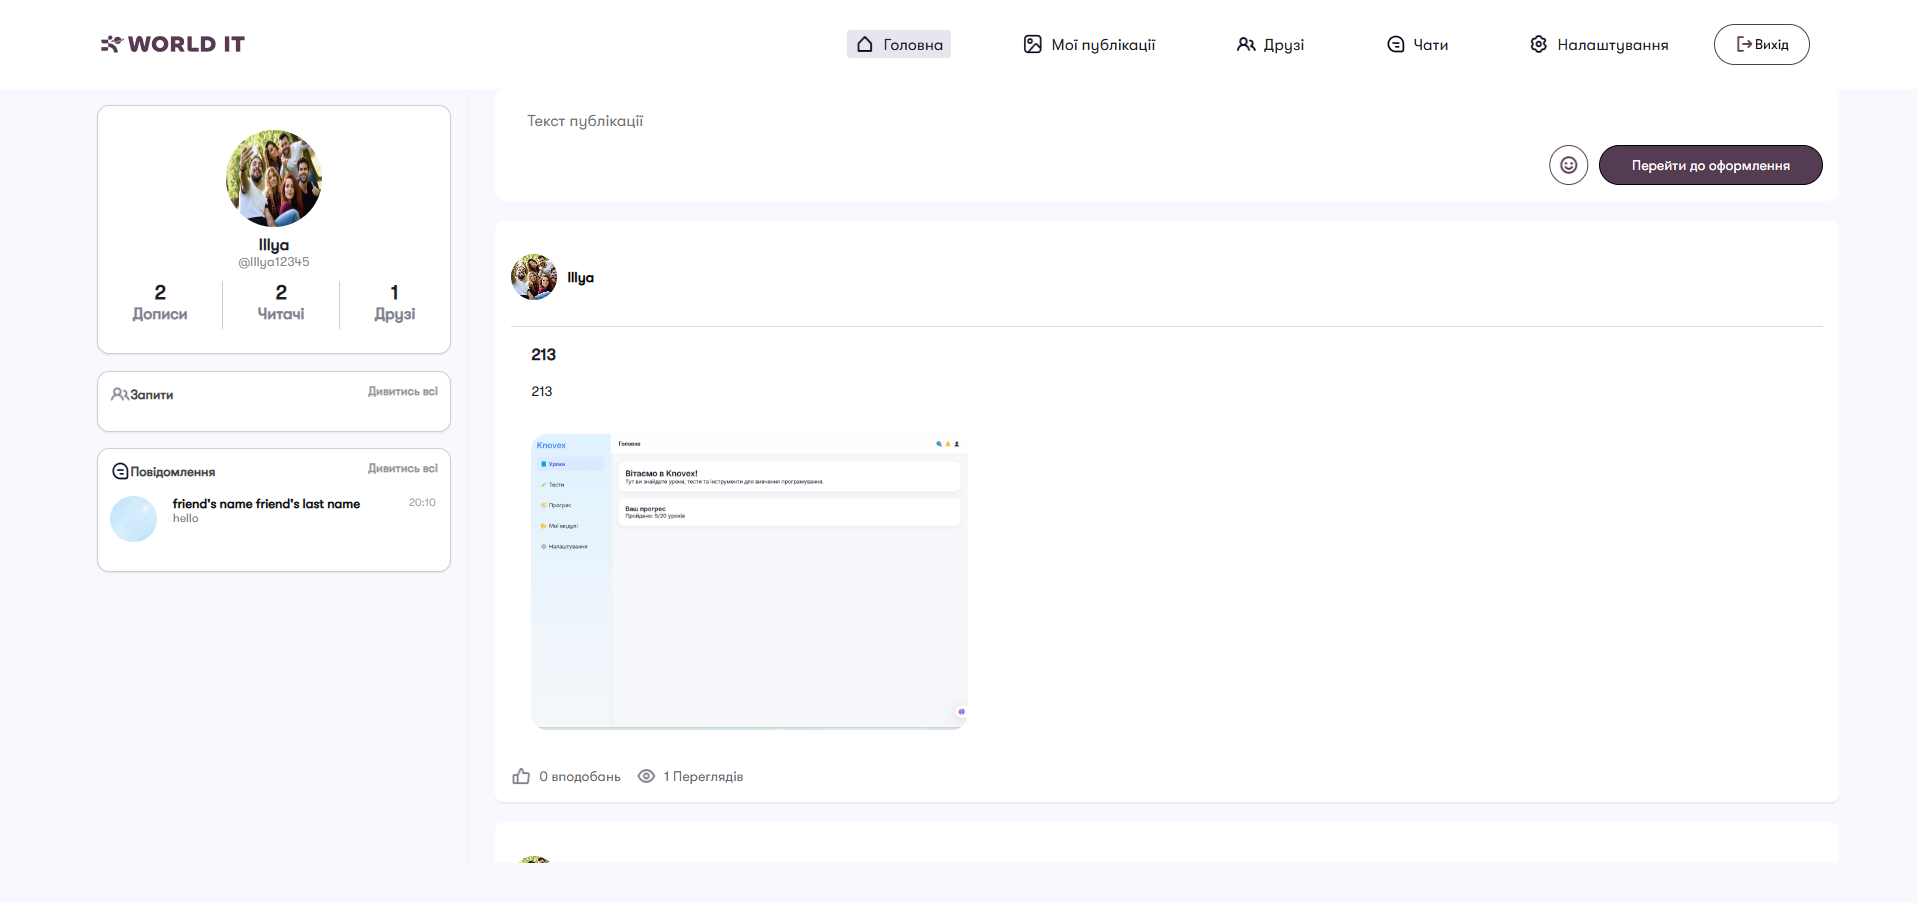 WORLD IT
Головна
Мої публікації
Друзі
Чати
Налаштування
Вихід
Illya
@Illya12345
2
Дописи
2
Читачі
1
Друзі
Запити
Дивитись всі
Повідомлення
Дивитись всі
friend's name friend's last name
20:10
hello
Текст публікації
Перейти до оформлення
Illya
213
213
Knovex
Головна
Уроки
Тести
Прогрес
Мої модулі
Налаштування
Вітаємо в Knovex!
Тут ви знайдете уроки, тести та інструменти для вивчення програмування.
Ваш прогрес
Пройдено: 5/20 уроків
0 вподобань
1 Переглядів